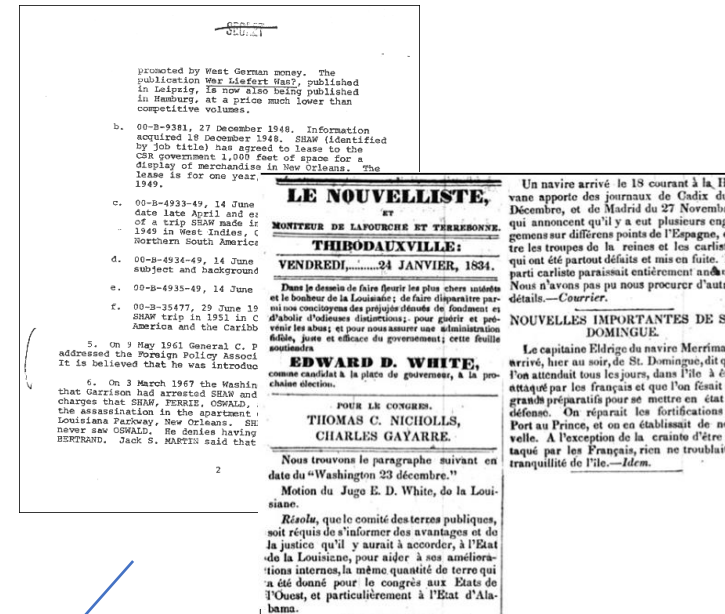 SECRET
promoted by West German money. The
publication Wer Liefert Was?, published
in Leipzig, is now also being published
in Hamburg, at a price much lower than
competitive volumes.
b. 00-B-9381, 27 December 1948. Information
acquired 18 December 1948. SHAW (identified
by job title) has agreed to lease to the
CSR government 1,000 feet of space for a
display of merchandise in New Orleans. The
lease is for one year,
1949.
c. 00-B-4933-49, 14 June
date late April and ea
of a trip SHAW made in
1949 in West Indies, C
Northern South America
d. 00-B-4934-49, 14 June
subject and background
e. 00-B-4935-49, 14 June
f. 00-B-35477, 29 June 19
SHAW trip in 1951 in C
America and the Caribb
5. On 9 May 1961 General C. P
addressed the Foreign Policy Associ
It is believed that he was introduc
6. On 3 March 1967 the Washin
that Garrison had arrested SHAW and
charges that SHAW, FERRIE, OSWALD,
the assassination in the apartment
Louisiana Parkway, New Orleans. SH
never saw OSWALD. He denies having
BERTRAND. Jack S. MARTIN said that
2
LE NOUVELLISTE,
ET
MONITEUR DE LAFOURCHE ET TERREBONNE.
THIBODAUXVILLE:
VENDREDI,........24 JANVIER, 1834.
Dans le dessein de faire fleurir les plus chers intérêts
et le bonheur de la Louisiane; de faire disparaitre par-
mi nos concitoyens des préjujés dénués de fondment et
d'abolir d'odieuses distinctions; pour guérir et pré-
venir les abus; et pour nous assurer une administration
fidèle, juste et efficace du governement; cette feuille
soutiendra
EDWARD D. WHITE,
comme candidat à la place de gouverneur, à la pro-
chaine élection.
POUR LE CONGRES.
THOMAS C. NICHOLLS,
CHARLES GAYARRE.
Nous trouvons le paragraphe suivant en
date du "Washington 23 décembre."
Motion du Juge E. D. White, de la Loui-
siane.
Résolu, que le comité des terres publiques,
soit réquis de s'informer des avantages et de
la justice qu'il y aurait à accorder, à l'Etat
de la Louisiane, pour aider à ses améliora-
tions internes, la même quantité de terre qui
a été donné pour le congrès aux Etats de
l'Ouest, et particulièrement à l'Etat d'Ala-
bama.
Un navire arrivé le 18 courant à la H
vane apporte des journaux de Cadix du
Décembre, et de Madrid du 27 Novembr
qui annoncent qu'il y a eut plusieurs eng
gemens sur différens points de l'Espagne, e
tre les troupes de la reines et les carlist
qui ont été partout défaits et mis en fuite.
parti carliste paraissait entièrement
Nous n'avons pas pu nous procurer d'autr
détails.—Courrier.
NOUVELLES IMPORTANTES DE S
DOMINGUE.
Le capitaine Eldrige du navire Merrima
arrivé, hier au soir, de St. Domingue, dit q
l'on attenduit tous les jours, dans l'île à ê
attaqué par les français et que l'on fesait
grands préparatifs pour se mettre en état
défense. On réparait les fortifications
Port au Prince, et on en établissait de no
velle. A l'exception de la crainte d'être
taqué par les Français, rien ne troublait
tranquillité de l'île.—Idem.